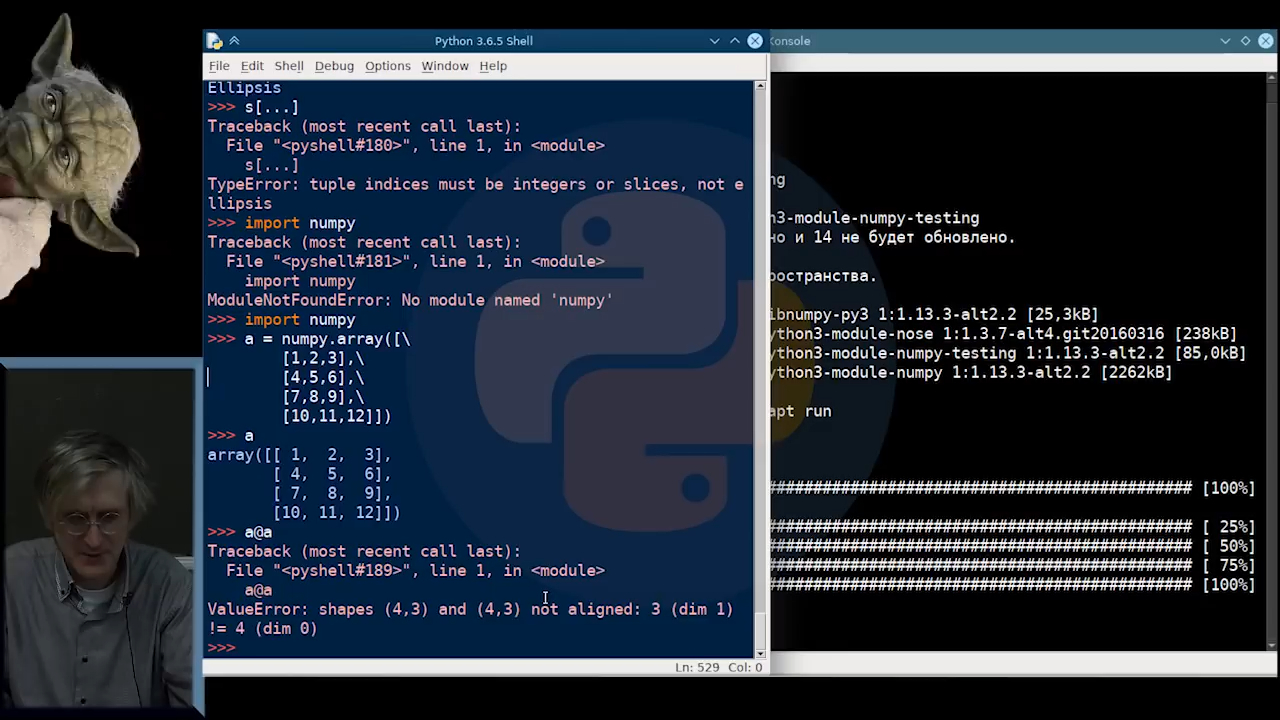 Python 3.6.5 Shell
File Edit Shell Debug Options Window Help
Ellipsis
>>> s[...]
Traceback (most recent call last):
  File "<pyshell#180>", line 1, in <module>
    s[...]
TypeError: tuple indices must be integers or slices, not e
llipsis
>>> import numpy
Traceback (most recent call last):
  File "<pyshell#181>", line 1, in <module>
    import numpy
ModuleNotFoundError: No module named 'numpy'
>>> import numpy
>>> a = numpy.array([\
        [1,2,3],\
        [4,5,6],\
        [7,8,9],\
        [10,11,12]])
>>> a
array([[ 1,  2,  3],
       [ 4,  5,  6],
       [ 7,  8,  9],
       [10, 11, 12]])
>>> a@a
Traceback (most recent call last):
  File "<pyshell#189>", line 1, in <module>
    a@a
ValueError: shapes (4,3) and (4,3) not aligned: 3 (dim 1)
!= 4 (dim 0)
>>>
Ln: 529 Col: 0
Konsole
ng
n3-module-numpy-testing
но и 14 не будет обновлено.
ространства.
ibnumpy-py3 1:1.13.3-alt2.2 [25,3kB]
ython3-module-nose 1:1.3.7-alt4.git20160316 [238kB]
ython3-module-numpy-testing 1:1.13.3-alt2.2 [85,0kB]
ython3-module-numpy 1:1.13.3-alt2.2 [2262kB]
apt run
############################################## [100%]
############################################## [ 25%]
############################################## [ 50%]
############################################## [ 75%]
############################################## [100%]